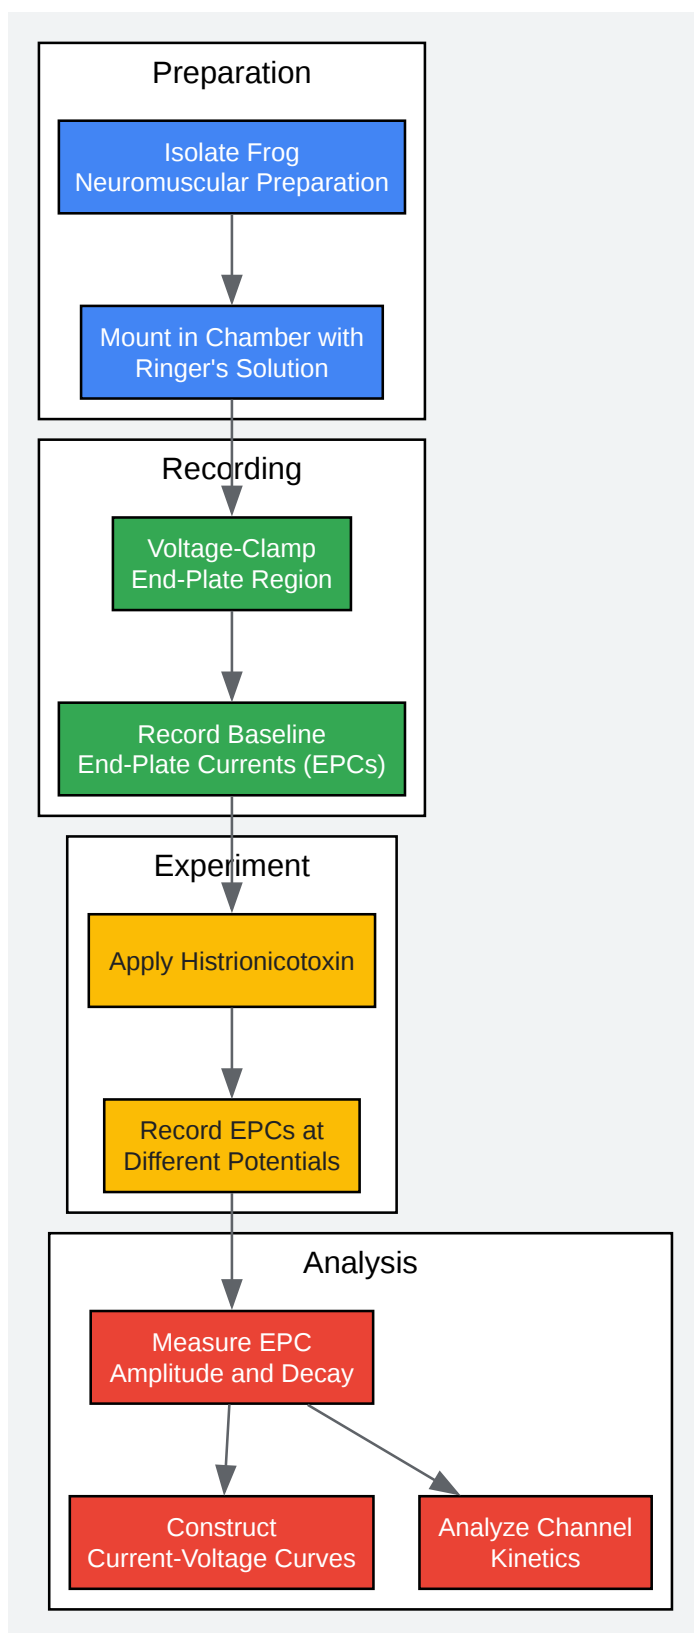 Preparation
Isolate Frog
Neuromuscular Preparation
Mount in Chamber with
Ringer's Solution
Recording
Voltage-Clamp
End-Plate Region
Record Baseline
End-Plate Currents (EPCs)
Experiment
Apply Histrionicotoxin
Record EPCs at
Different Potentials
Analysis
Measure EPC
Amplitude and Decay
Construct
Current-Voltage Curves
Analyze Channel
Kinetics